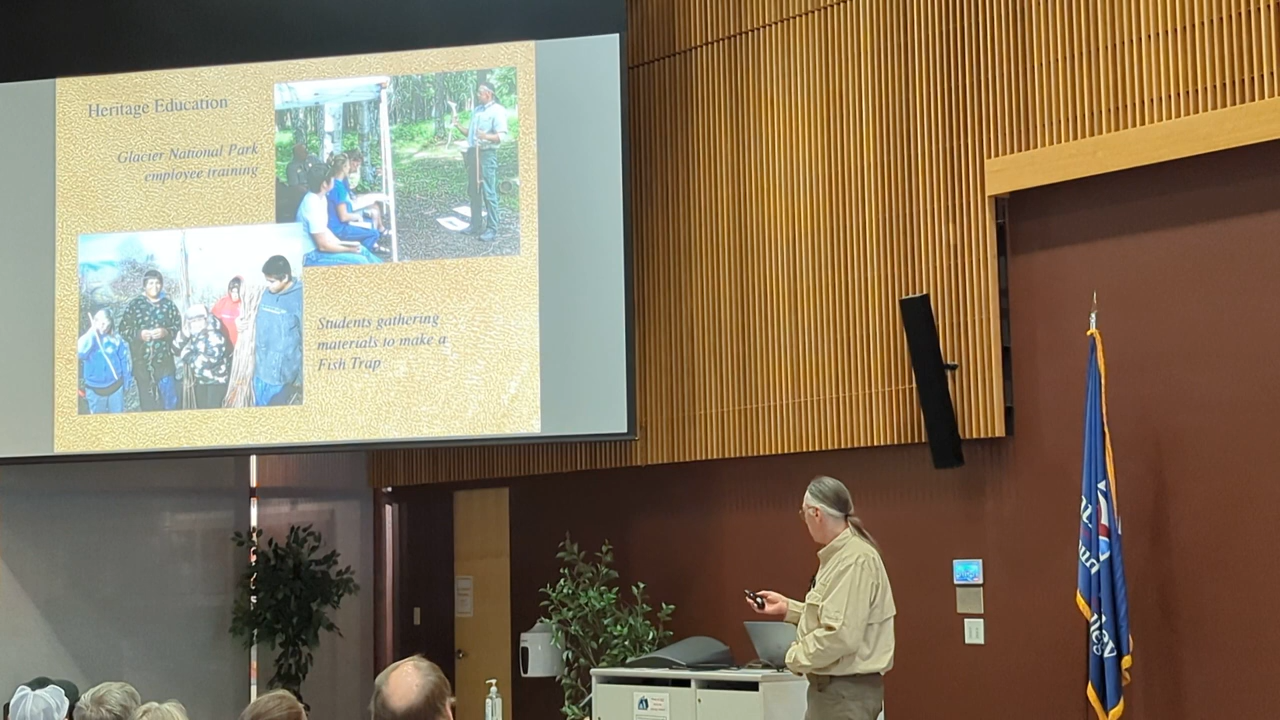 Heritage Education
Glacier National Park
employee training
Students gathering
materials to make a
Fish Trap